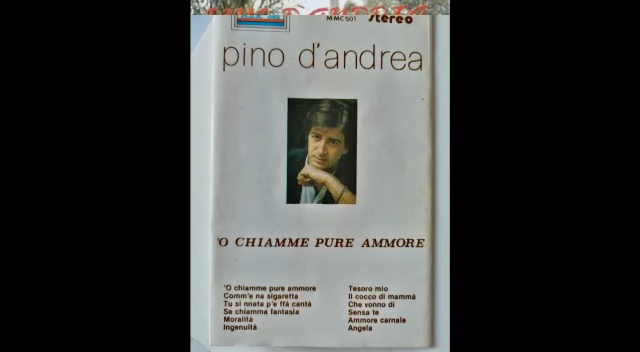 MMC 501
stereo
pino d'andrea
'O CHIAMME PURE AMMORE
'O chiamme pure ammore
Comm'e na sigaretta
Tu si nnata p'e ffà cantà
Se chiamma fantasia
Moralità
Ingenuità
Tesoro mio
Il cocco di mammà
Che vonno di
Sensa te
Ammore carnale
Angela